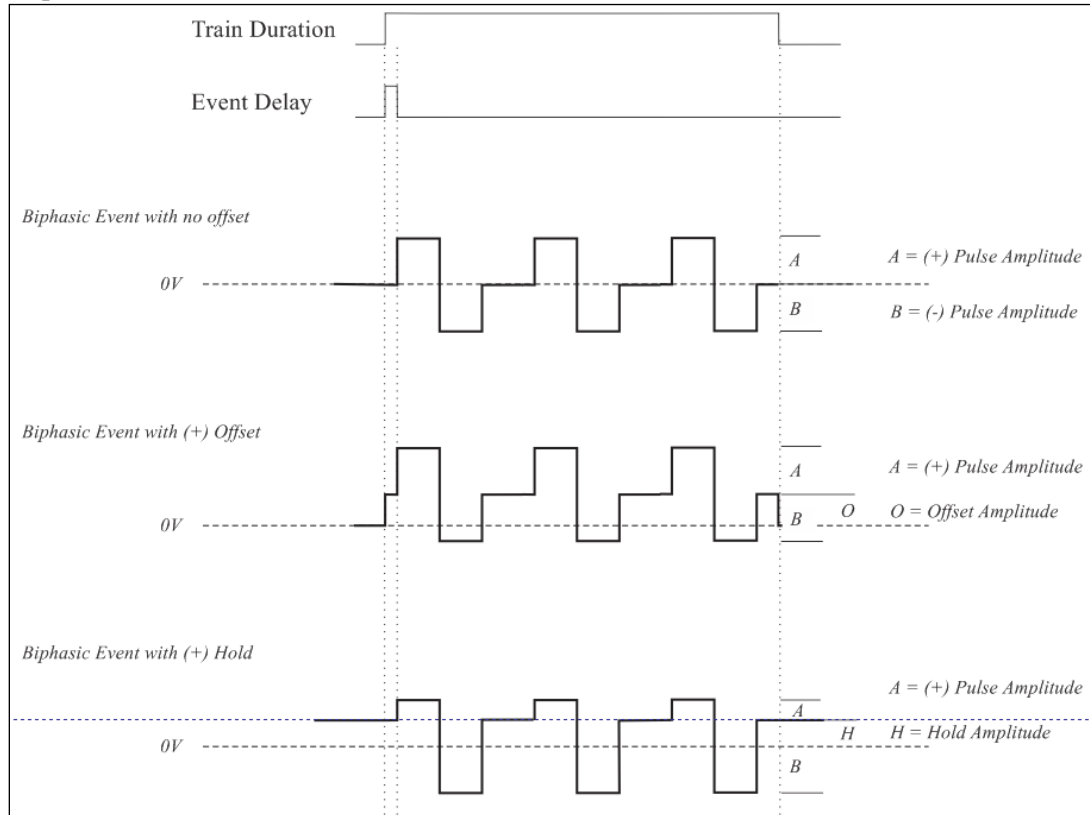 Train Duration
Event Delay
Biphasic Event with no offset
A
A = (+) Pulse Amplitude
0V
B
B = (-) Pulse Amplitude
Biphasic Event with (+) Offset
A
A = (+) Pulse Amplitude
0V
B
O
O = Offset Amplitude
Biphasic Event with (+) Hold
A = (+) Pulse Amplitude
A
H
H = Hold Amplitude
0V
B